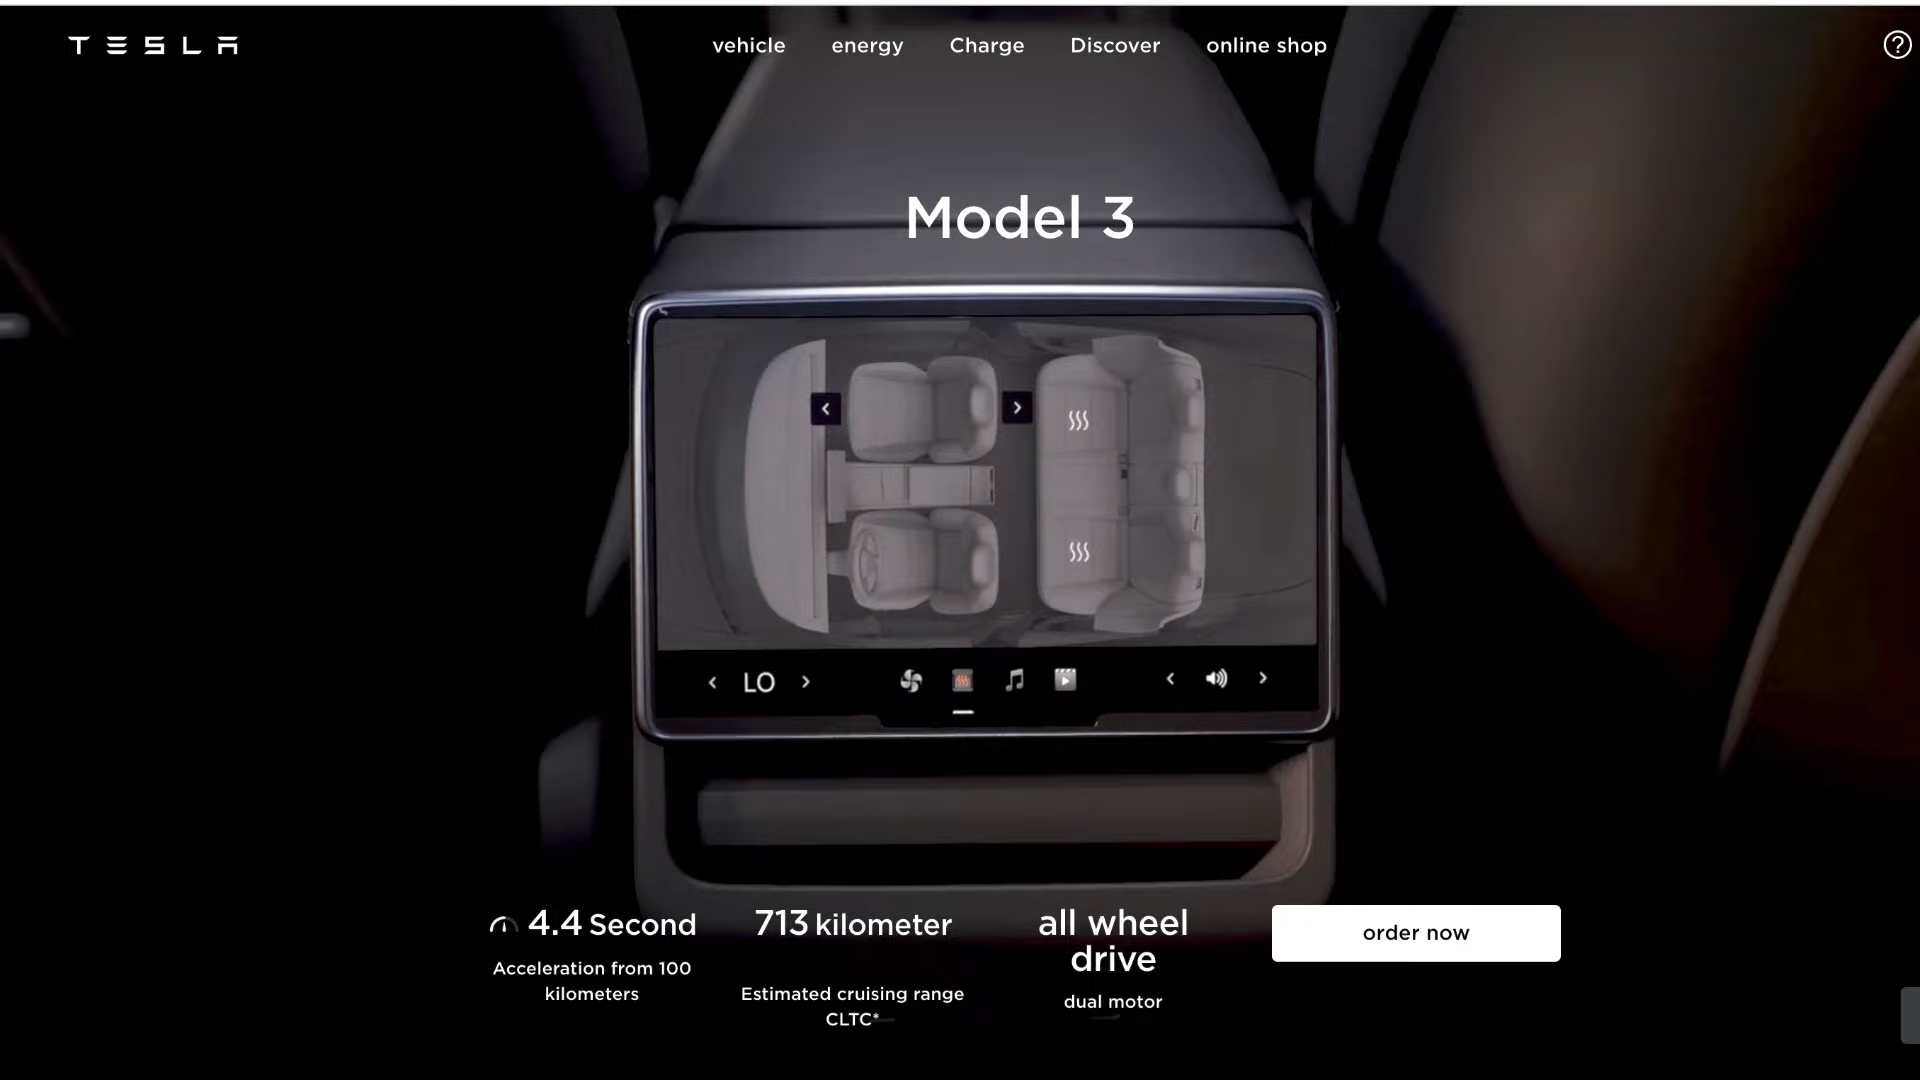 TESLA
vehicle energy Charge Discover online shop
Model 3
LO
4.4 Second
Acceleration from 100
kilometers
713 kilometer
Estimated cruising range
CLTC*
all wheel
drive
dual motor
order now